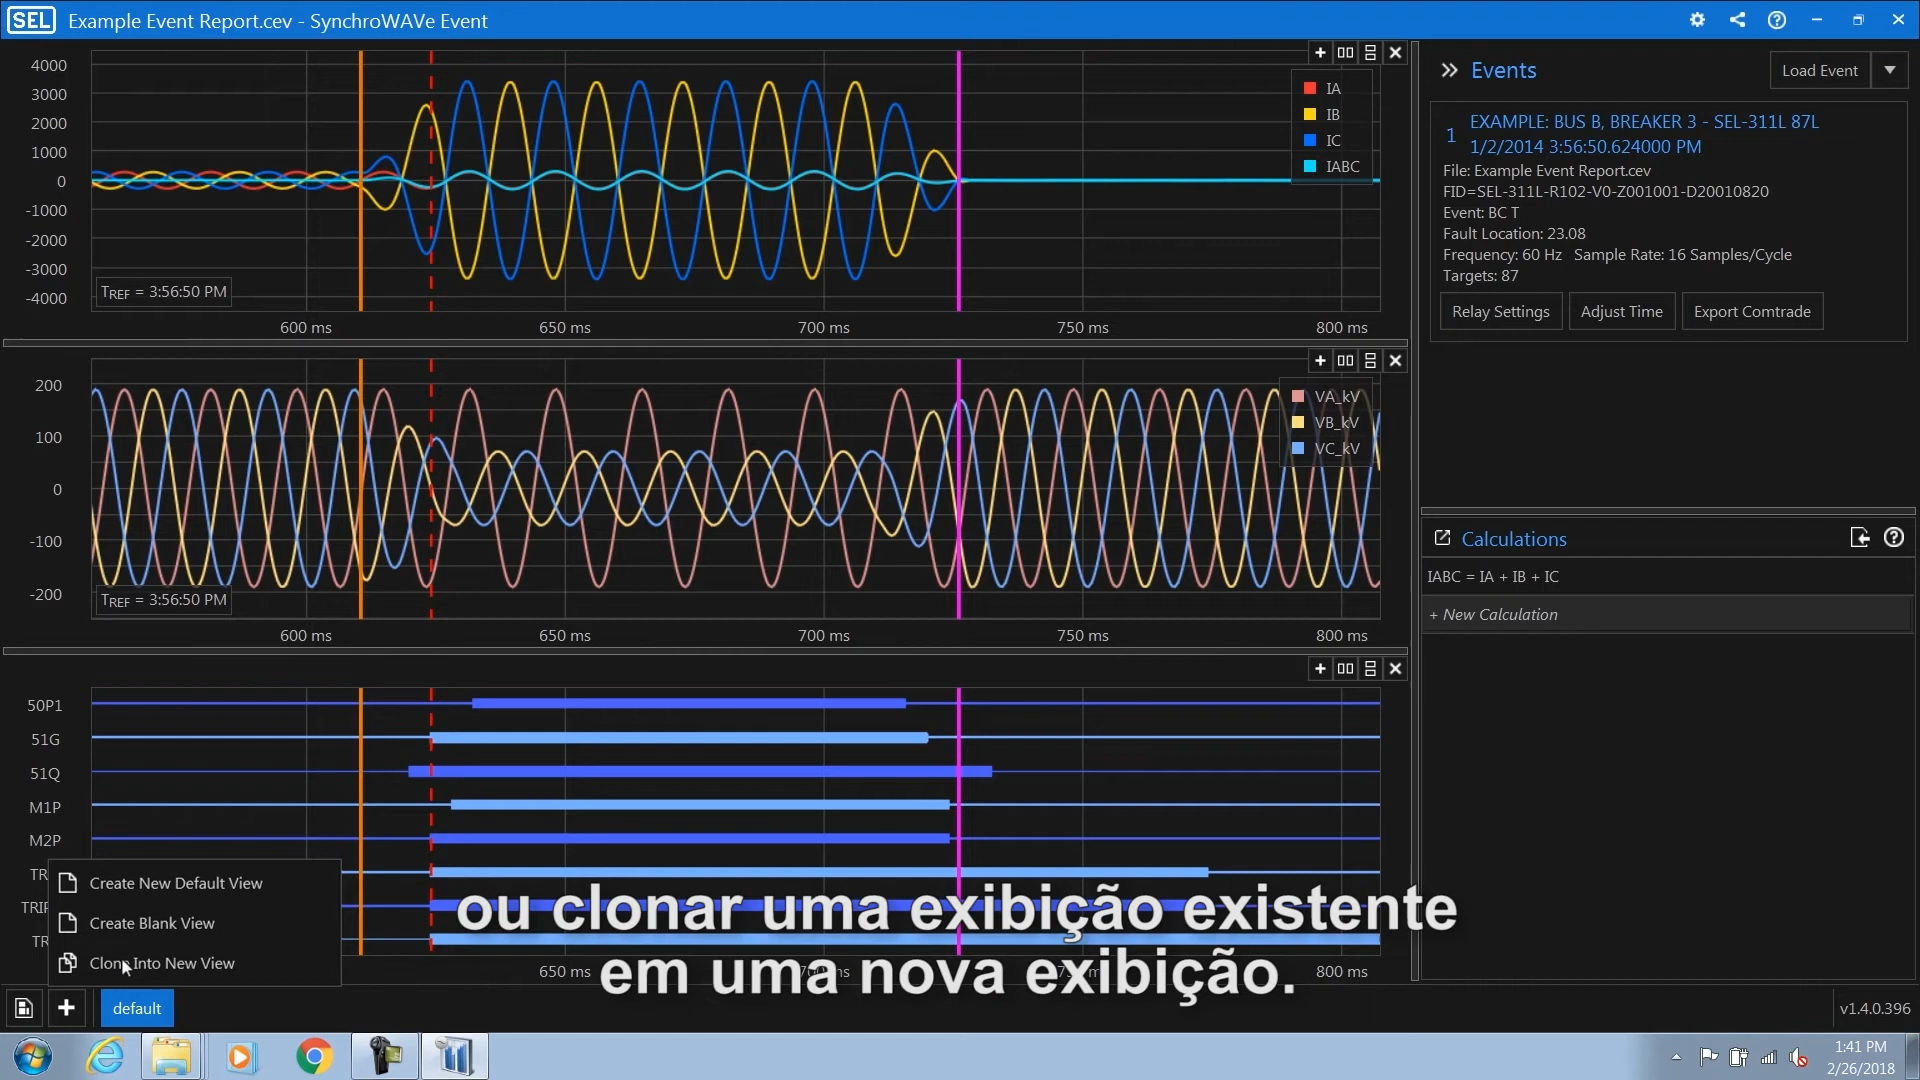 SEL Example Event Report.cev - SynchroWAVe Event
4000
3000
2000
1000
0
-1000
-2000
-3000
-4000
IA
IB
IC
IABC
TREF = 3:56:50 PM
600 ms 650 ms 700 ms 750 ms 800 ms
200
100
0
-100
-200
VA_kV
VB_kV
VC_kV
TREF = 3:56:50 PM
600 ms 650 ms 700 ms 750 ms 800 ms
50P1
51G
51Q
M1P
M2P
TR
TRIP
TR
650 ms 800 ms
Create New Default View
Create Blank View
Clone Into New View
ou clonar uma exibição existente
em uma nova exibição.
default
Events
Load Event
1 EXAMPLE: BUS B, BREAKER 3 - SEL-311L 87L
1/2/2014 3:56:50.624000 PM
File: Example Event Report.cev
FID=SEL-311L-R102-V0-Z001001-D20010820
Event: BC T
Fault Location: 23.08
Frequency: 60 Hz Sample Rate: 16 Samples/Cycle
Targets: 87
Relay Settings Adjust Time Export Comtrade
Calculations
IABC = IA + IB + IC
+ New Calculation
v1.4.0.396
1:41 PM
2/26/2018